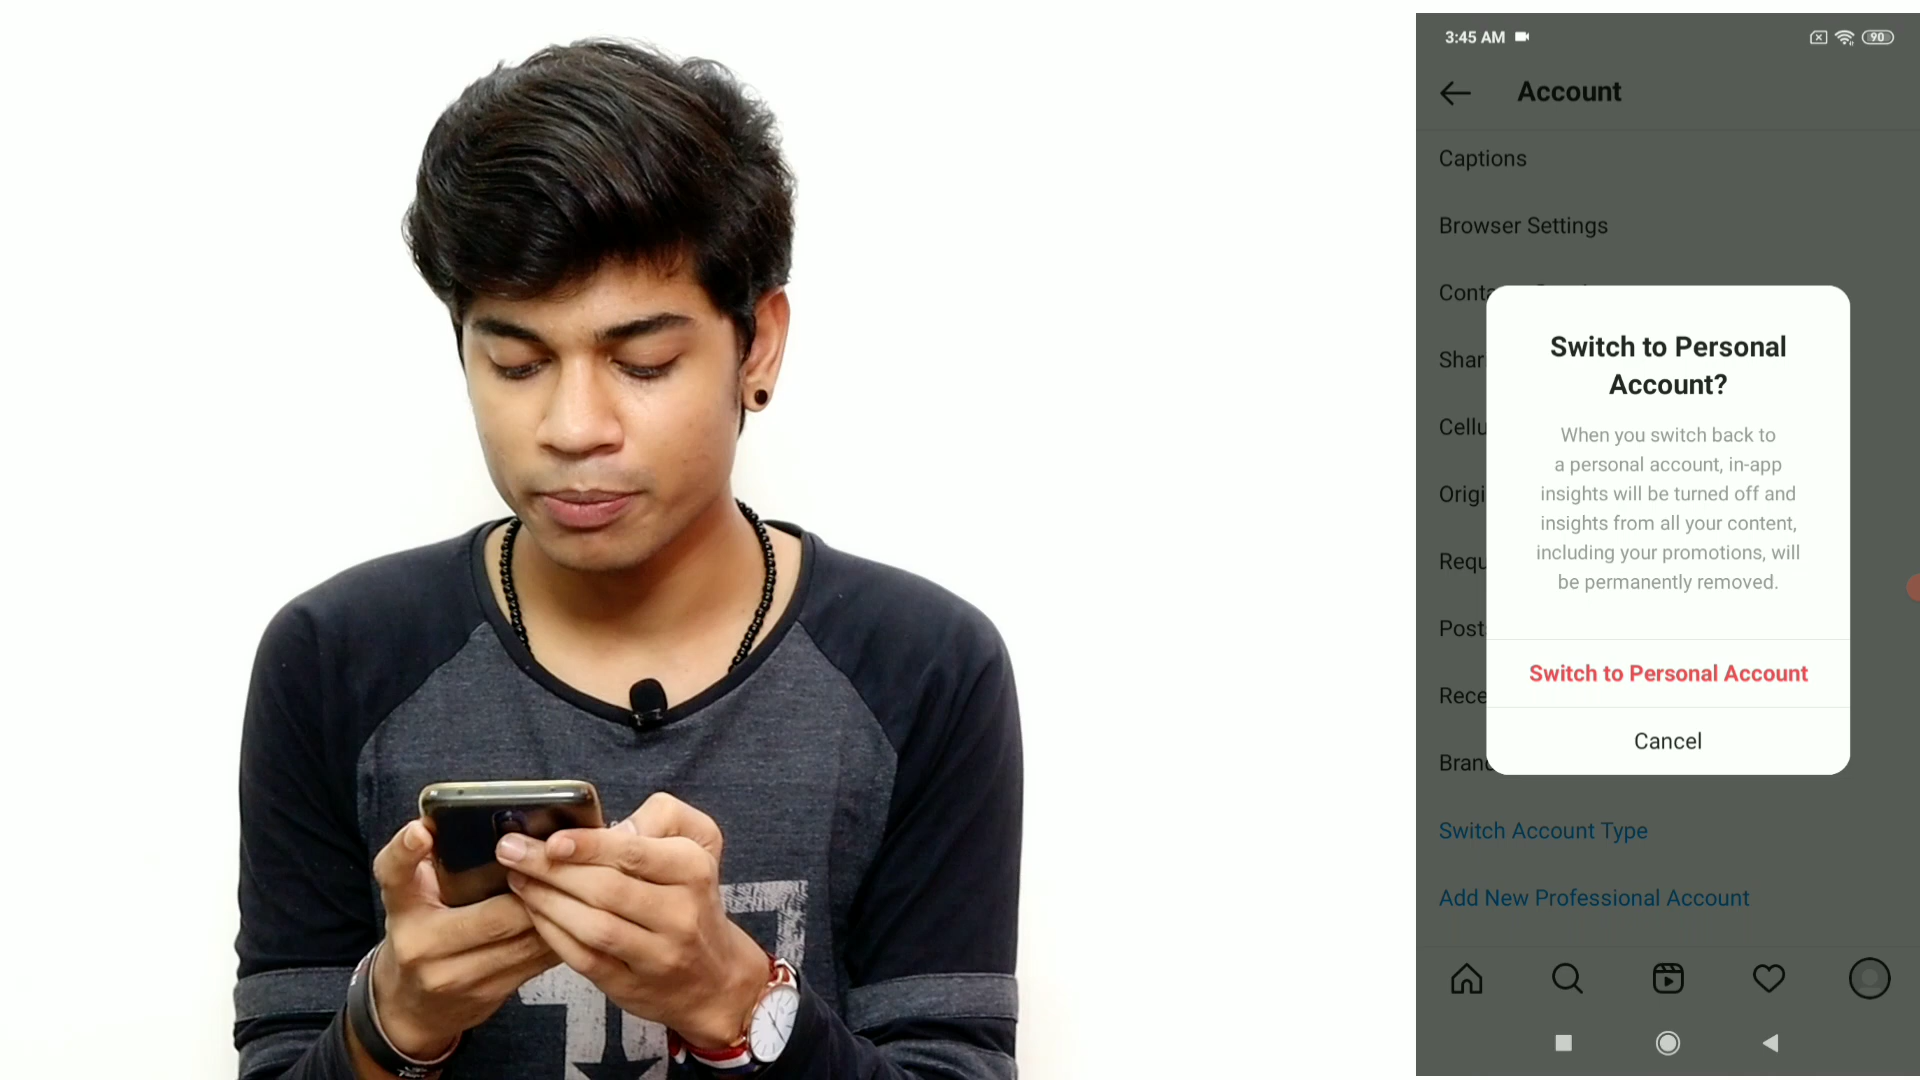 3:45 AM
90
Account
Captions
Browser Settings
Switch to Personal
Account?
When you switch back to
a personal account, in-app
insights will be turned off and
insights from all your content,
including your promotions, will
be permanently removed.
Switch to Personal Account
Cancel
Switch Account Type
Add New Professional Account